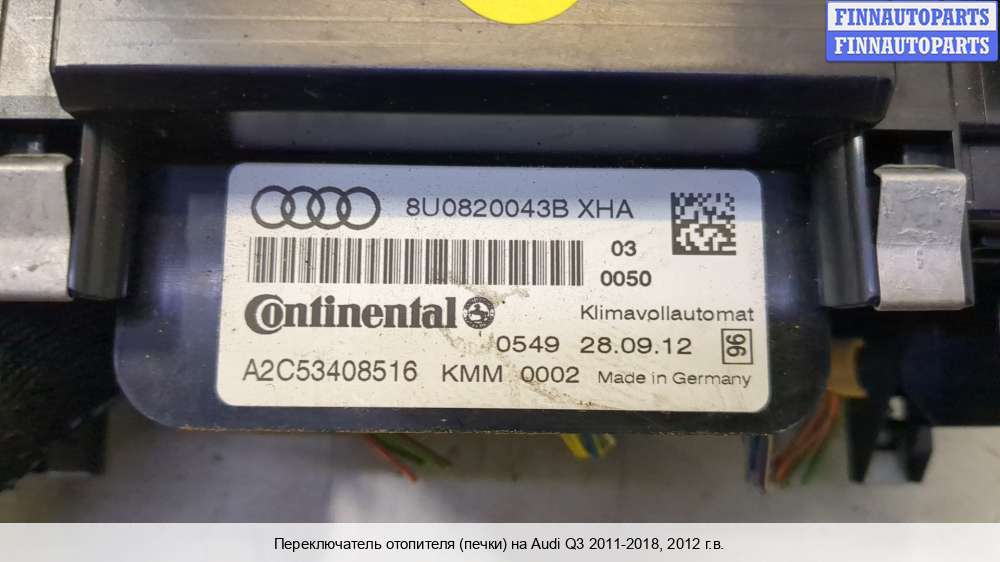 FINNAUTOPARTS
FINNAUTOPARTS
8U0820043B XHA
03
0050
Continental
Klimavollautomat
0549 28.09.12 96
A2C53408516 KMM 0002 Made in Germany
Переключатель отопителя (печки) на Audi Q3 2011-2018, 2012 г.в.